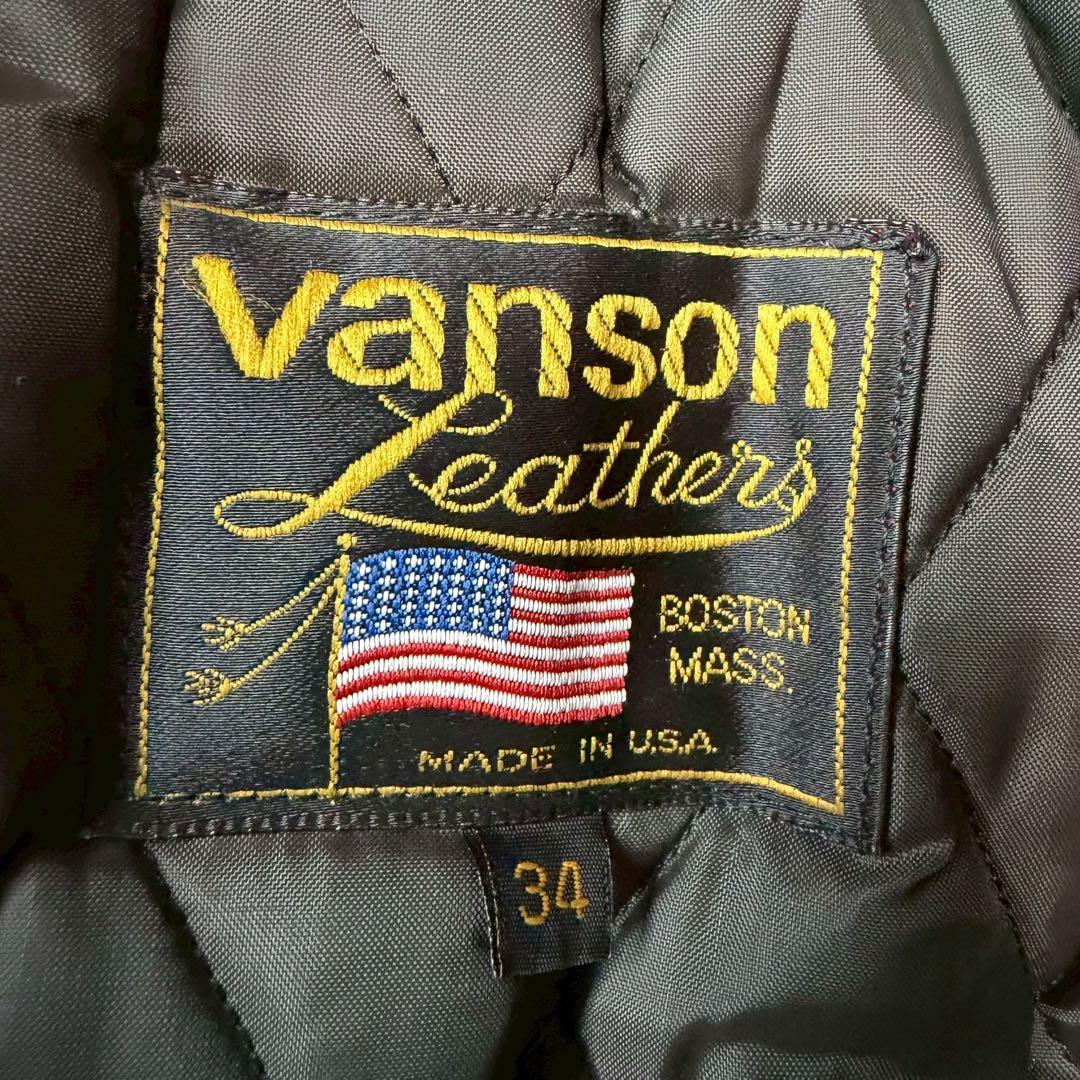 vanson
Leathers
BOSTON
MASS.
MADE IN U.S.A.
34